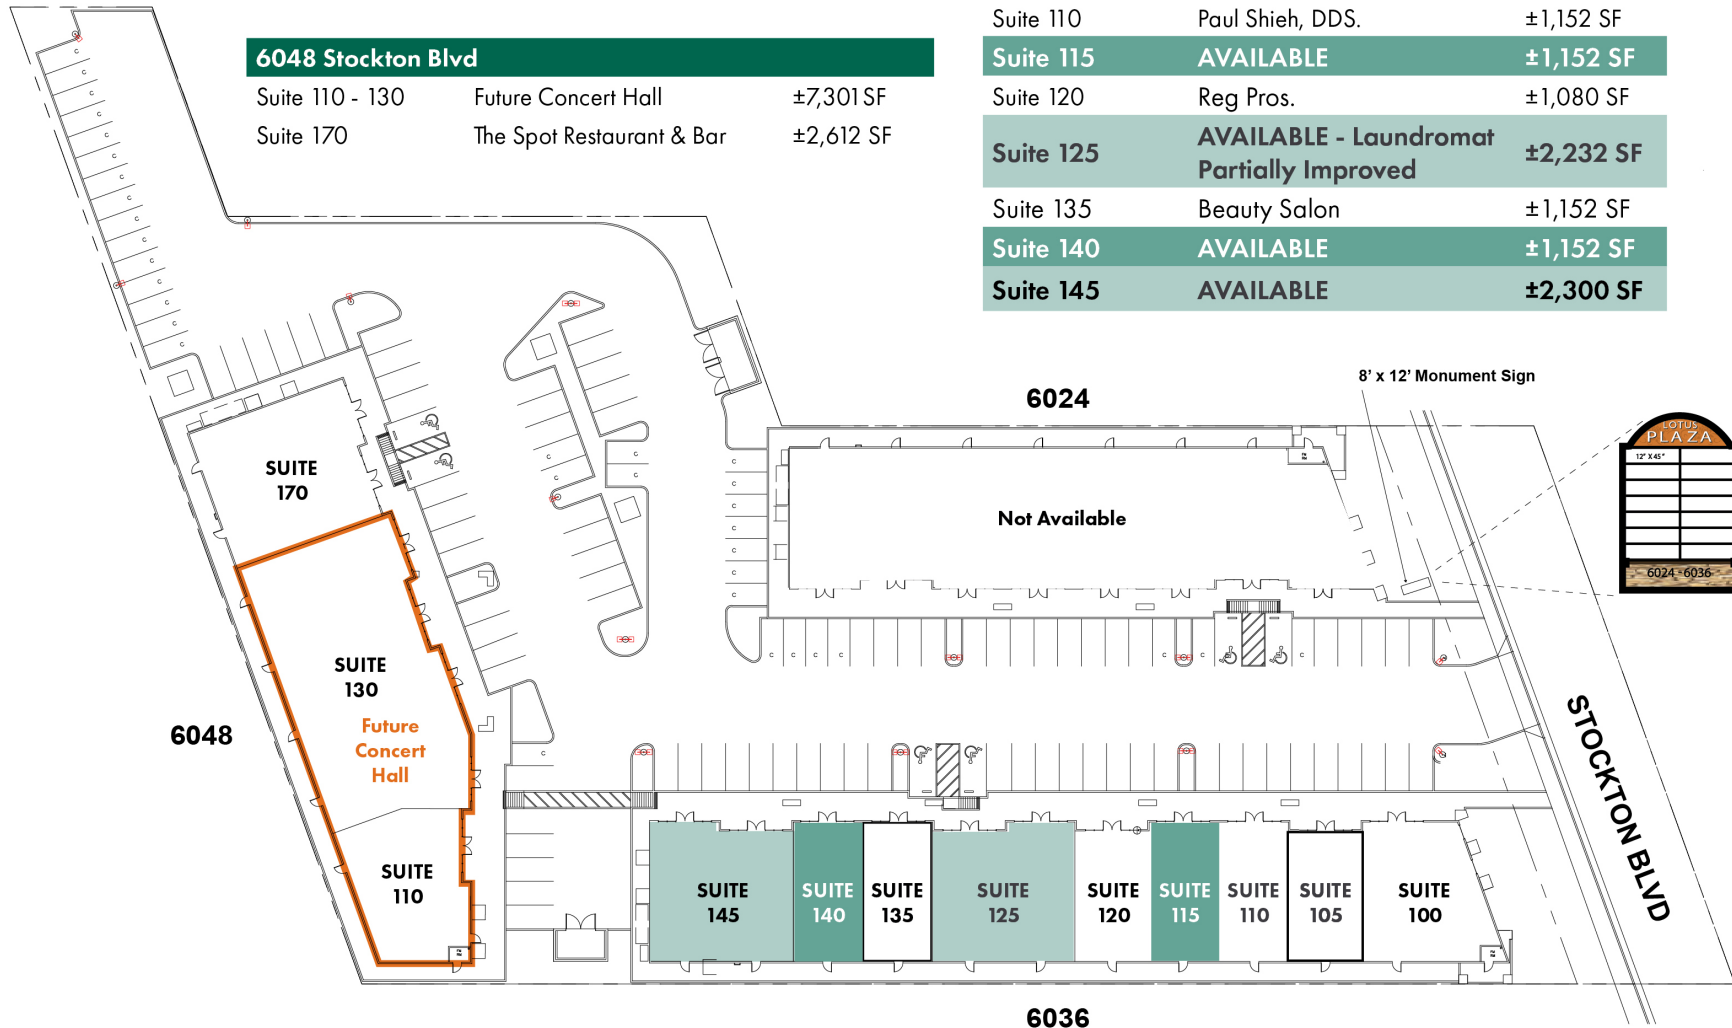 6048 Stockton Blvd
Suite 110 - 130 Future Concert Hall ±7,301 SF
Suite 170 The Spot Restaurant & Bar ±2,612 SF
Suite 110 Paul Shieh, DDS. ±1,152 SF
Suite 115 AVAILABLE ±1,152 SF
Suite 120 Reg Pros. ±1,080 SF
Suite 125 AVAILABLE - Laundromat Partially Improved ±2,232 SF
Suite 135 Beauty Salon ±1,152 SF
Suite 140 AVAILABLE ±1,152 SF
Suite 145 AVAILABLE ±2,300 SF
8' x 12' Monument Sign
6024
LOTUS
PLAZA
12" X 45"
6024 - 6036
Not Available
SUITE
170
SUITE
130
Future
Concert
Hall
SUITE
110
6048
STOCKTON BLVD
SUITE
145
SUITE
140
SUITE
135
SUITE
125
SUITE
120
SUITE
115
SUITE
110
SUITE
105
SUITE
100
6036